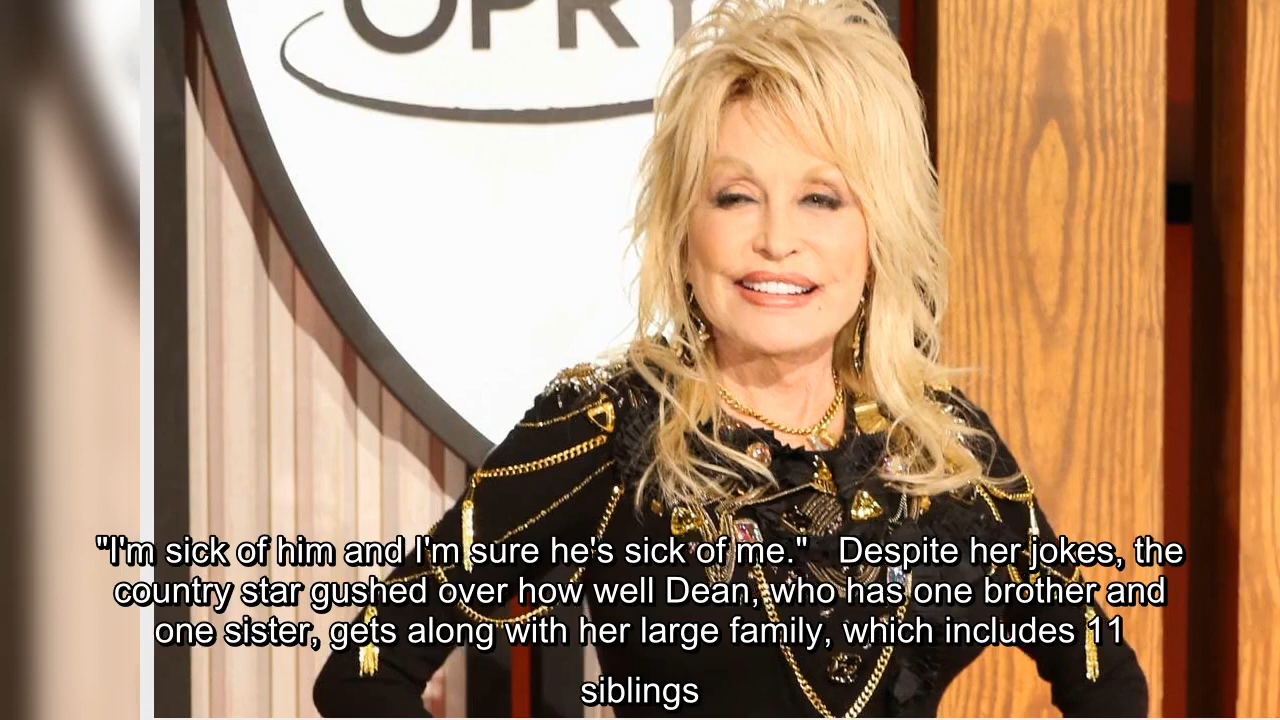 OPRY
"I'm sick of him and I'm sure he's sick of me."   Despite her jokes, the
country star gushed over how well Dean, who has one brother and
one sister, gets along with her large family, which includes 11
siblings